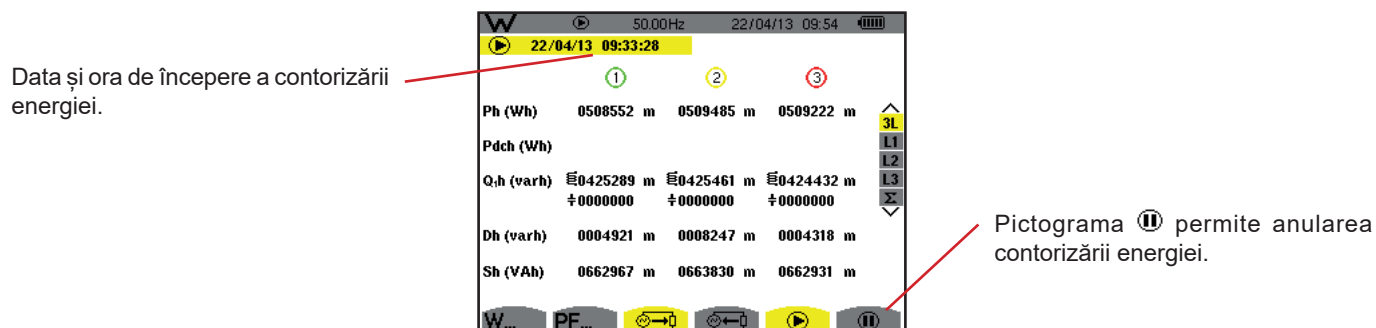 W 50.00Hz 22/04/13 09:54
22/04/13 09:33:28
Data și ora de începere a contorizării
energiei.
1 2 3
Ph (Wh) 0508552 m 0509485 m 0509222 m
3L
Pdch (Wh)
L1
L2
Q₁h (varh) 0425289 m 0425461 m 0424432 m
L3
÷0000000 ÷0000000 ÷0000000
Σ
Dh (varh) 0004921 m 0008247 m 0004318 m
Sh (VAh) 0662967 m 0663830 m 0662931 m
W... PF...
Pictograma permite anularea
contorizării energiei.